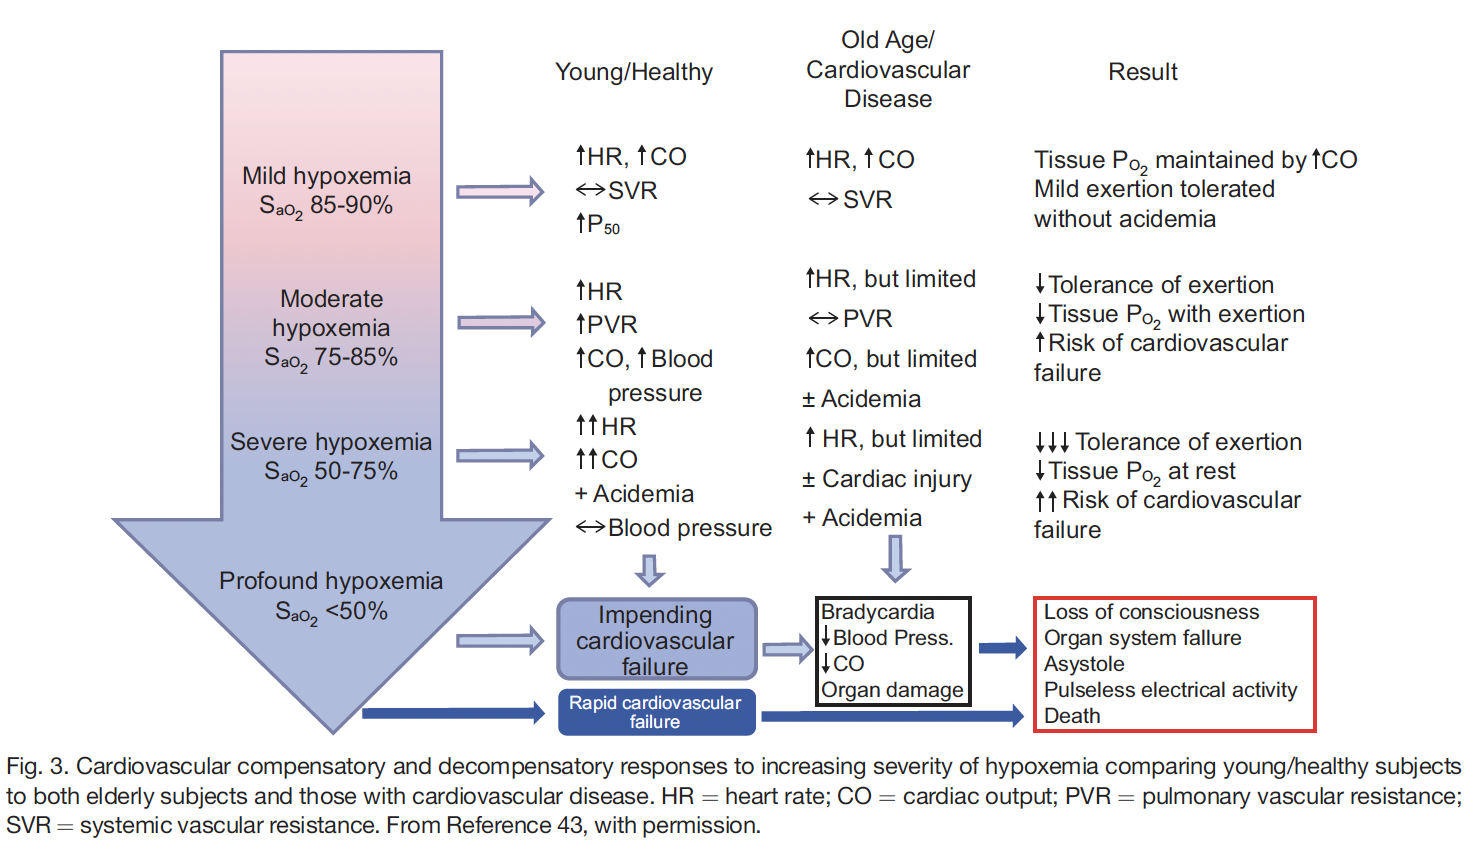 Young/Healthy
Old Age/
Cardiovascular
Disease
Result
Mild hypoxemia
SaO2 85-90%
↑HR, ↑CO
↔SVR
↑P50
↑HR, ↑CO
↔SVR
Tissue PO2 maintained by ↑CO
Mild exertion tolerated
without acidemia
Moderate
hypoxemia
SaO2 75-85%
↑HR
↑PVR
↑CO, ↑Blood
pressure
↑HR, but limited
↔PVR
↑CO, but limited
± Acidemia
↓Tolerance of exertion
↓Tissue PO2 with exertion
↑Risk of cardiovascular
failure
Severe hypoxemia
SaO2 50-75%
↑↑HR
↑↑CO
+ Acidemia
↔Blood pressure
↑ HR, but limited
± Cardiac injury
+ Acidemia
↓↓↓ Tolerance of exertion
↓Tissue PO2 at rest
↑↑ Risk of cardiovascular
failure
Profound hypoxemia
SaO2 <50%
Impending
cardiovascular
failure
Bradycardia
↓Blood Press.
↓CO
Organ damage
Loss of consciousness
Organ system fallure
Asystole
Pulseless electrical activity
Death
Rapid cardiovascular
failure
Fig. 3. Cardiovascular compensatory and decompensatory responses to increasing severity of hypoxemia comparing young/healthy subjects
to both elderly subjects and those with cardiovascular disease. HR = heart rate; CO = cardiac output; PVR = pulmonary vascular resistance;
SVR = systemic vascular resistance. From Reference 43, with permission.